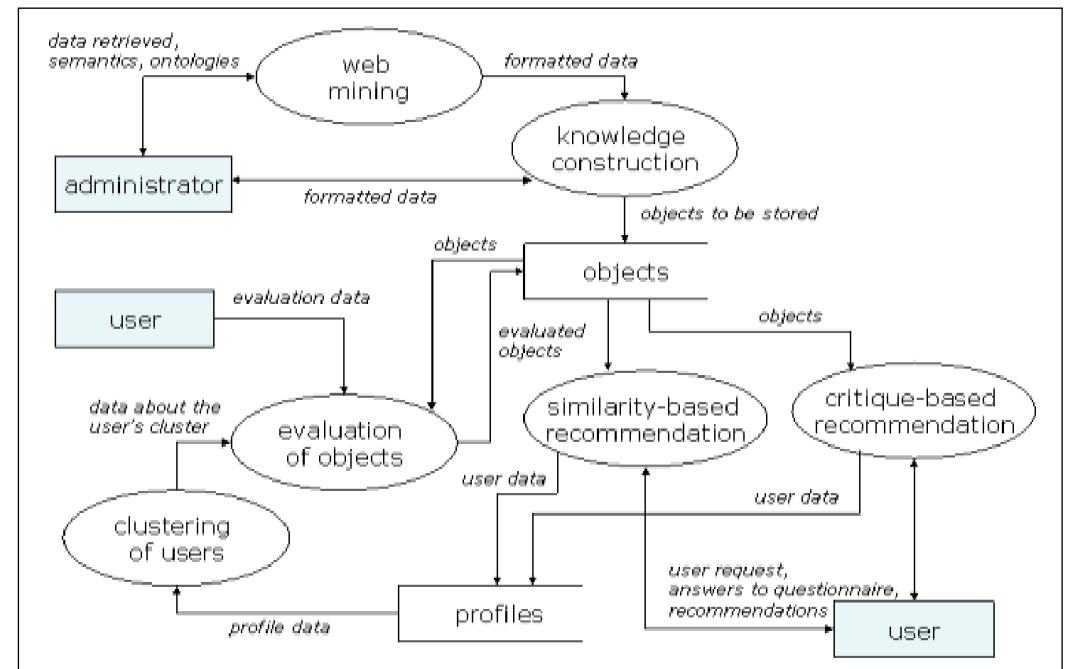 data retrieved,
semantics, ontologies
web
mining
formatted data
knowledge
construction
administrator
formatted data
objects to be stored
objects
objects
user
evaluation data
evaluated
objects
objects
data about the
user's cluster
evaluation
of objects
similarity-based
recommendation
critique-based
recommendation
user data
user data
clustering
of users
user request,
answers to questionnaire,
recommendations
profiles
profile data
user